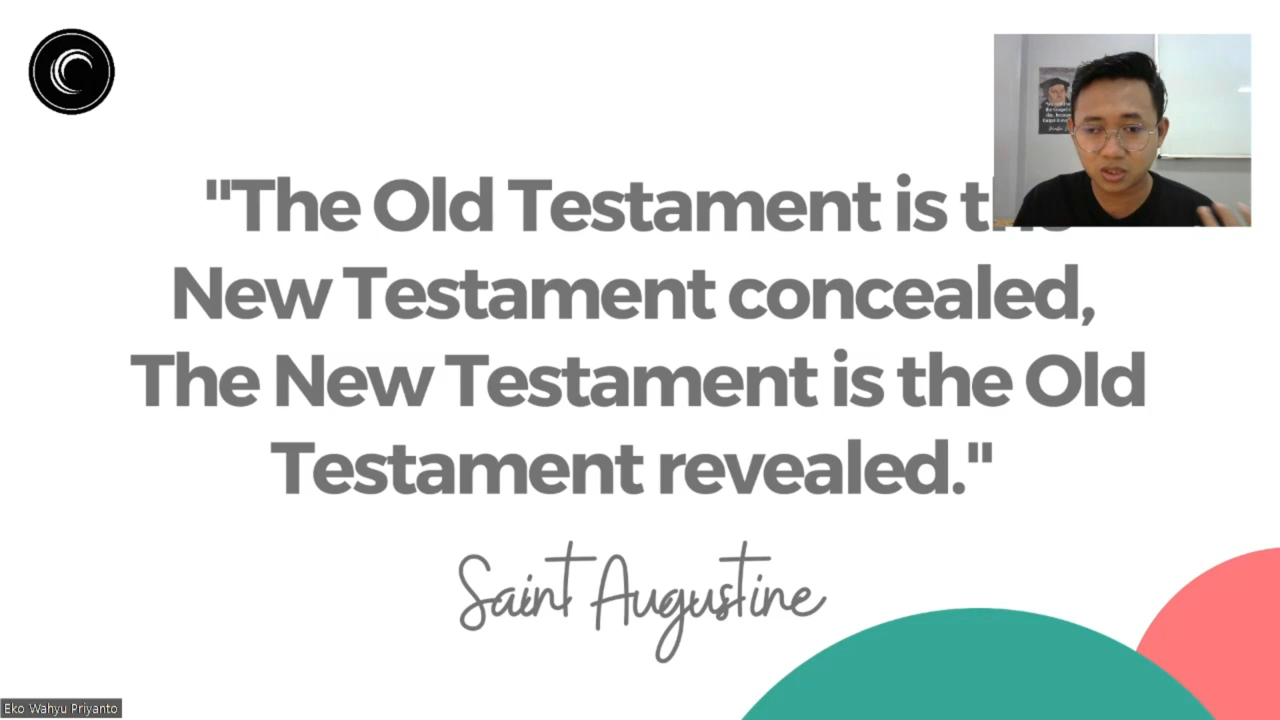 "The Old Testament is the
New Testament concealed,
The New Testament is the Old
Testament revealed."
Saint Augustine
Eko Wahyu Priyanto